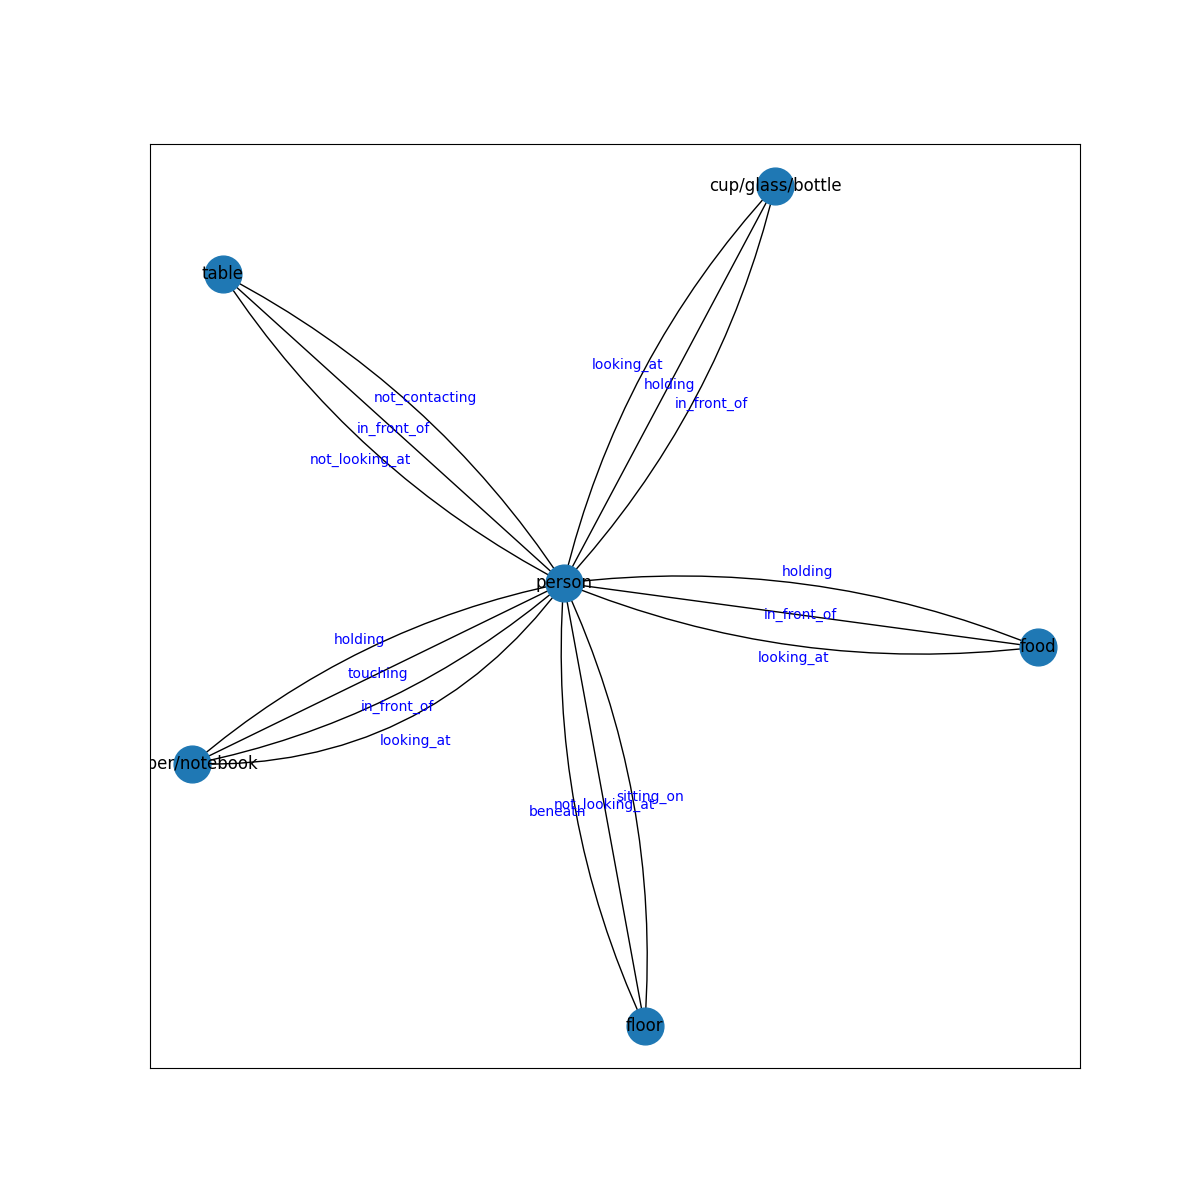 cup/glass/bottle
table
looking_at
holding
in_front_of
not_contacting
in_front_of
not_looking_at
person
holding
in_front_of
looking_at
food
holding
touching
in_front_of
looking_at
per/notebook
sitting_on
not_looking_at
beneath
floor